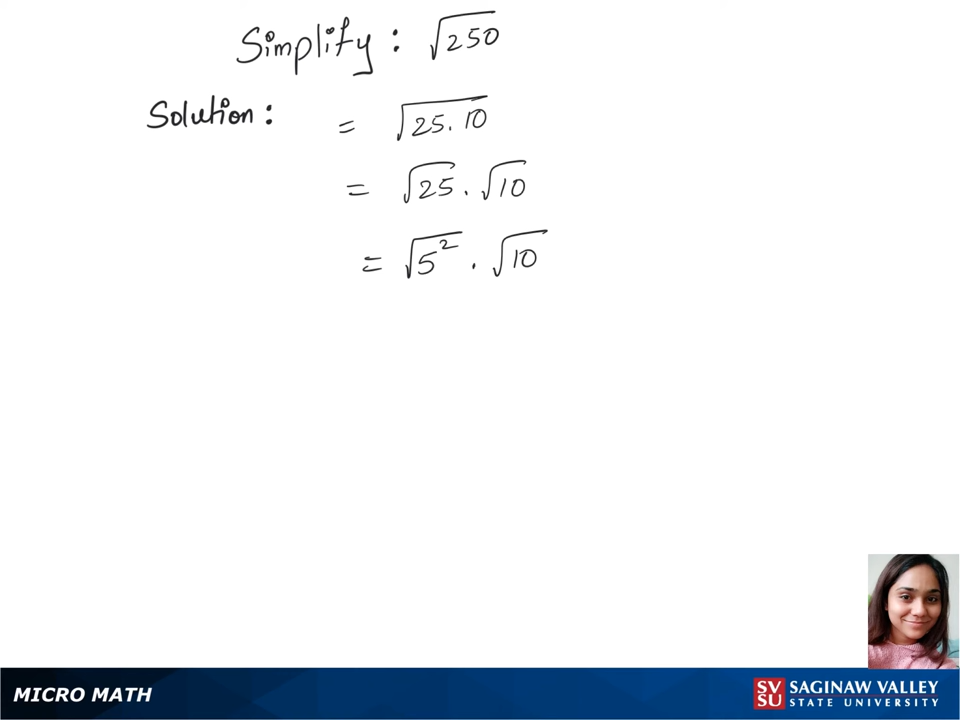 Simplify: √250
Solution: = √25.10
= √25 . √10
= √5² . √10
MICRO MATH
SV SU SAGINAW VALLEY STATE UNIVERSITY